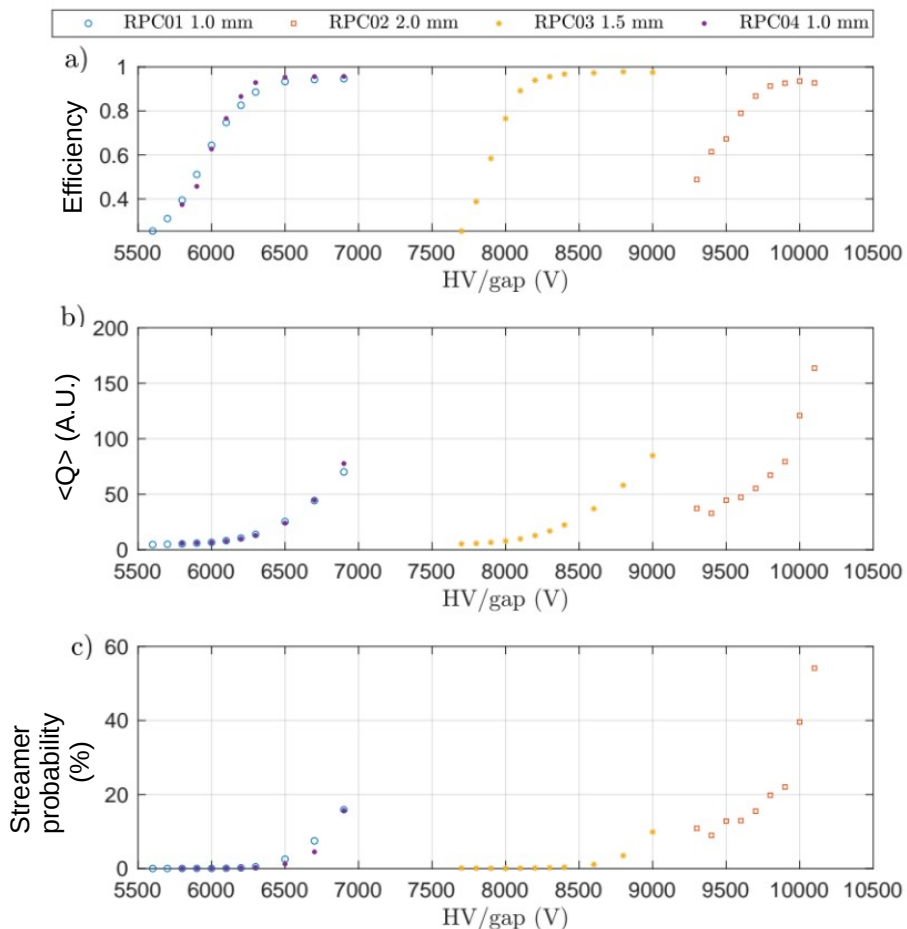 RPC01 1.0 mm RPC02 2.0 mm RPC03 1.5 mm RPC04 1.0 mm
a)
Efficiency
1
0.8
0.6
0.4
5500 6000 6500 7000 7500 8000 8500 9000 9500 10000 10500
HV/gap (V)
b)
<Q> (A.U.)
200
150
100
50
0
5500 6000 6500 7000 7500 8000 8500 9000 9500 10000 10500
HV/gap (V)
c)
Streamer
probability
(%)
60
40
20
0
5500 6000 6500 7000 7500 8000 8500 9000 9500 10000 10500
HV/gap (V)